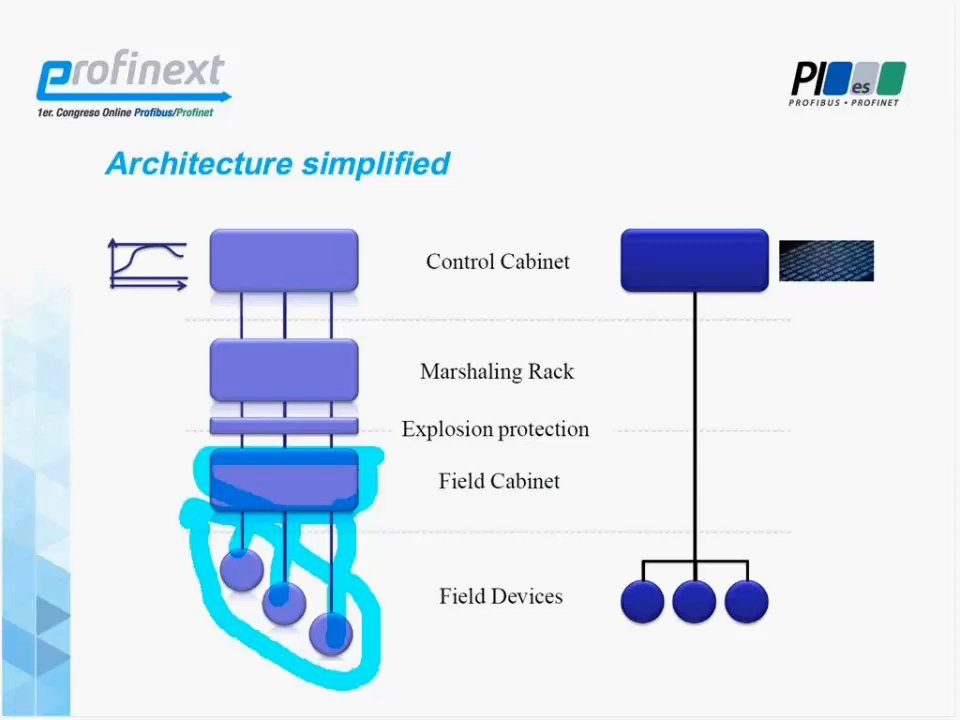 profinext
1er. Congreso Online Profibus/Profinet
PI es
PROFIBUS • PROFINET
Architecture simplified
Control Cabinet
Marshaling Rack
Explosion protection
Field Cabinet
Field Devices